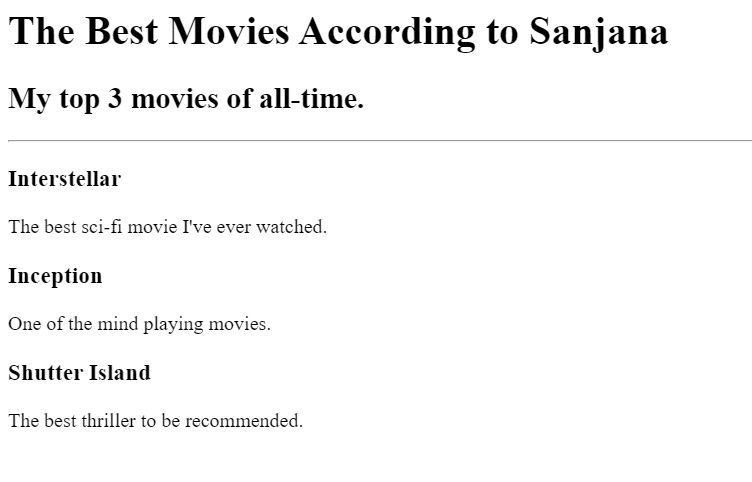 The Best Movies According to Sanjana
My top 3 movies of all-time.
Interstellar
The best sci-fi movie I've ever watched.
Inception
One of the mind playing movies.
Shutter Island
The best thriller to be recommended.